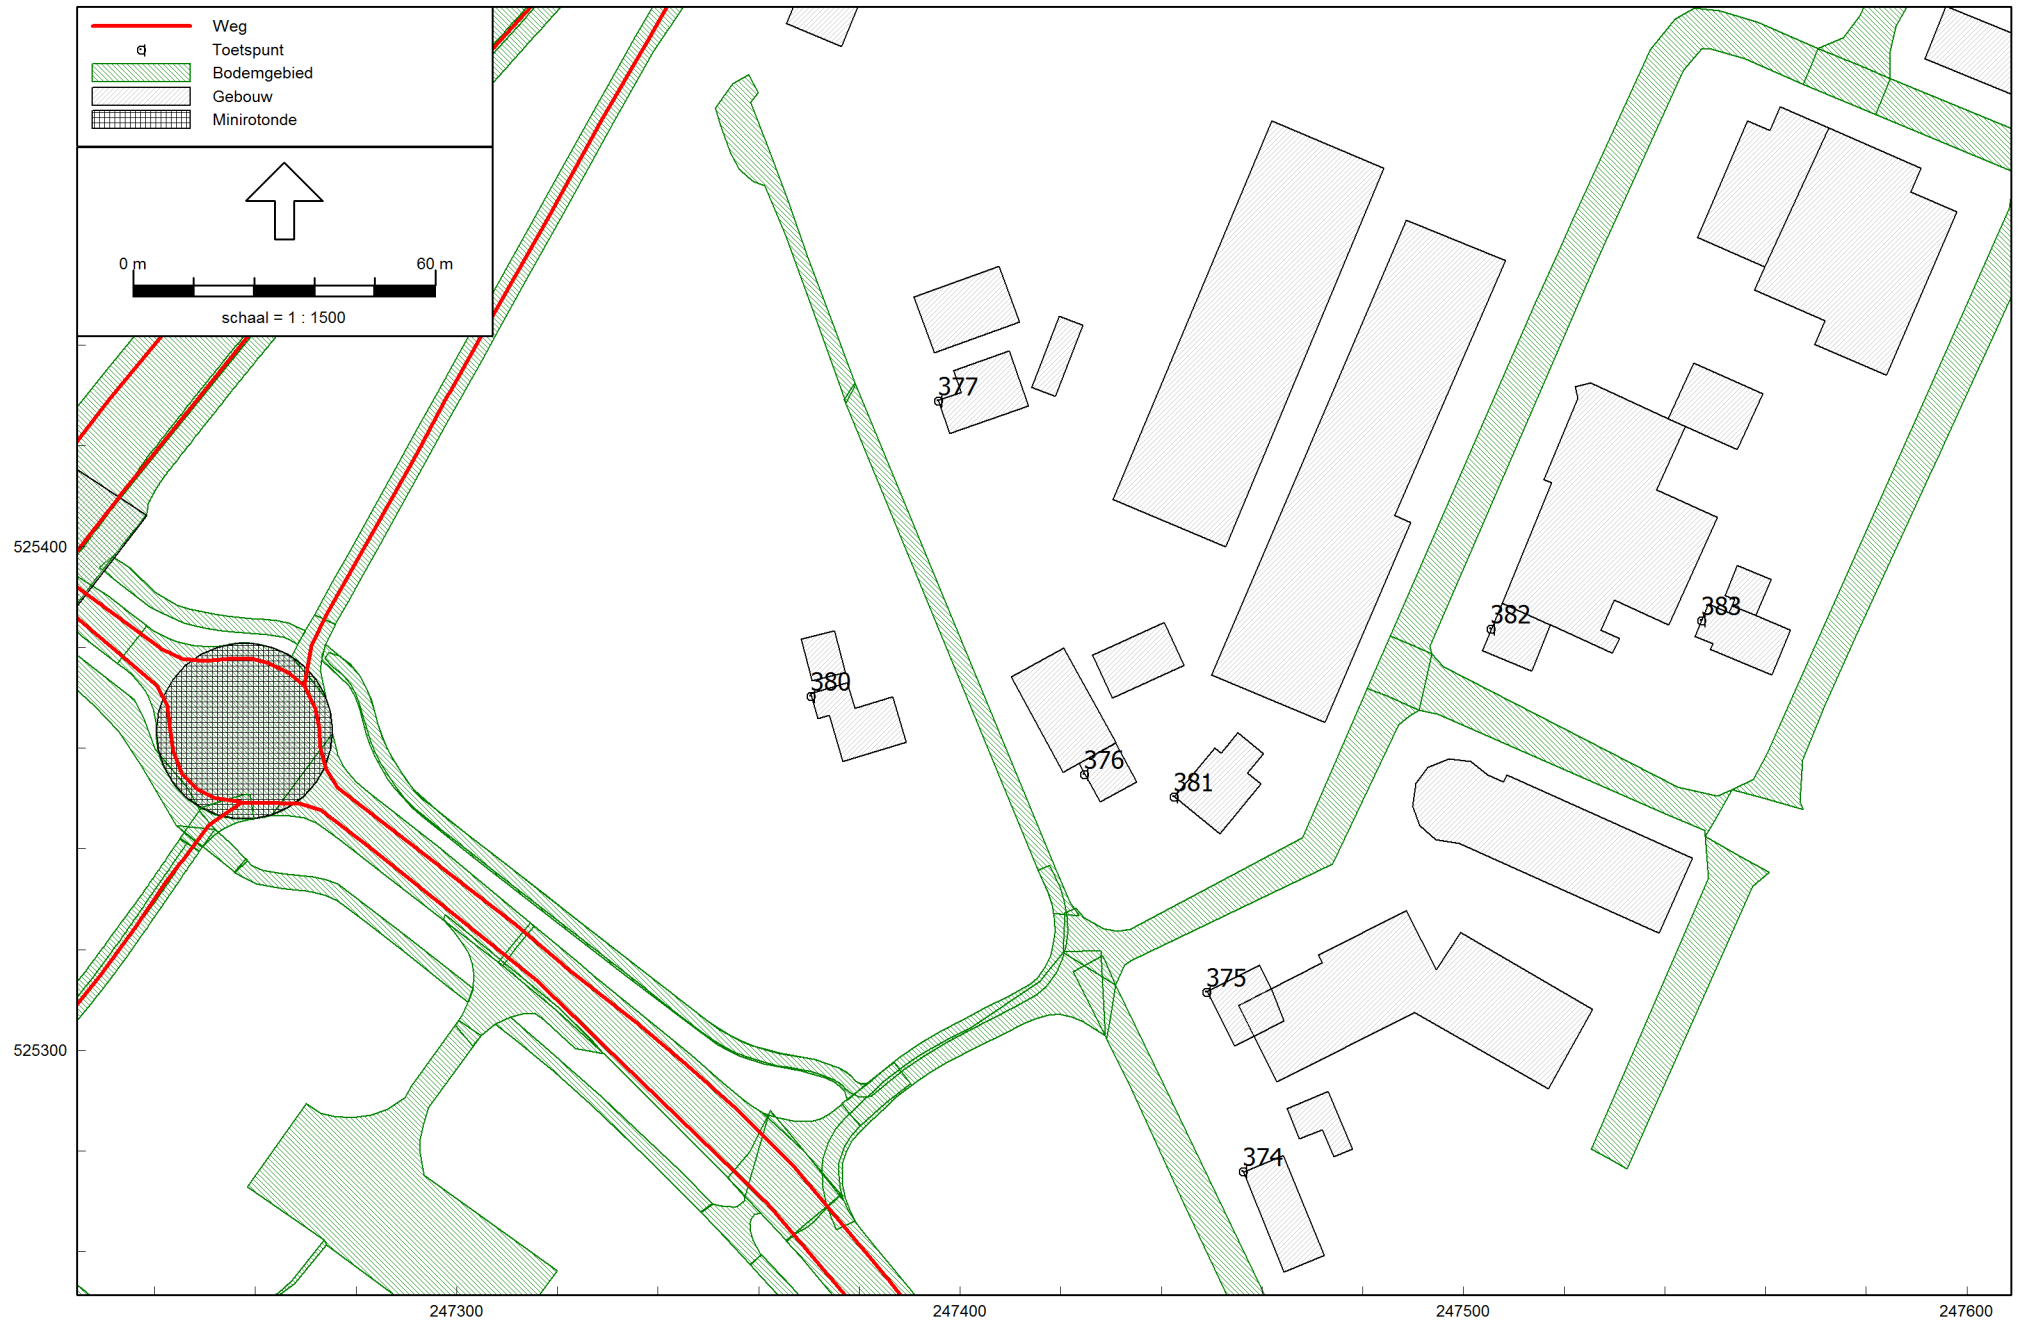 Weg
Toetspunt
Bodemgebied
Gebouw
Minirotonde
0 m 60 m
schaal = 1 : 1500
377
525400
382
383
380
376
381
375
525300
374
247300 247400 247500 247600